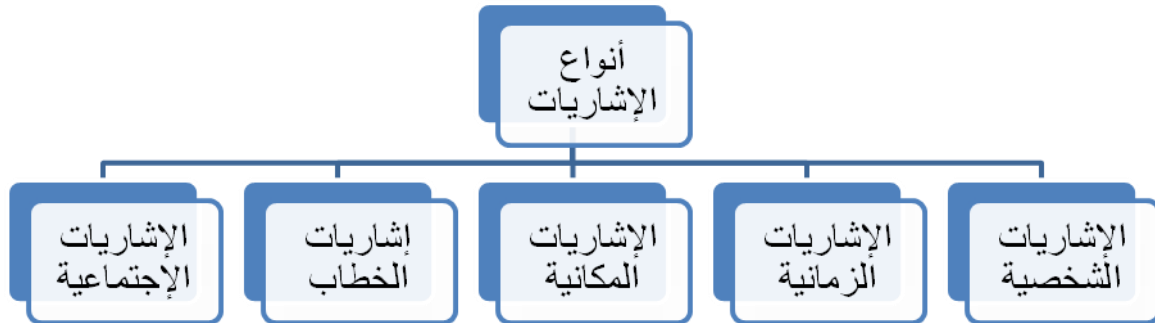 أنواع
الإشاريات
الإشاريات
الشخصية
الإشاريات
الزمانية
الإشاريات
المكانية
إشاريات
الخطاب
الإشاريات
الإجتماعية